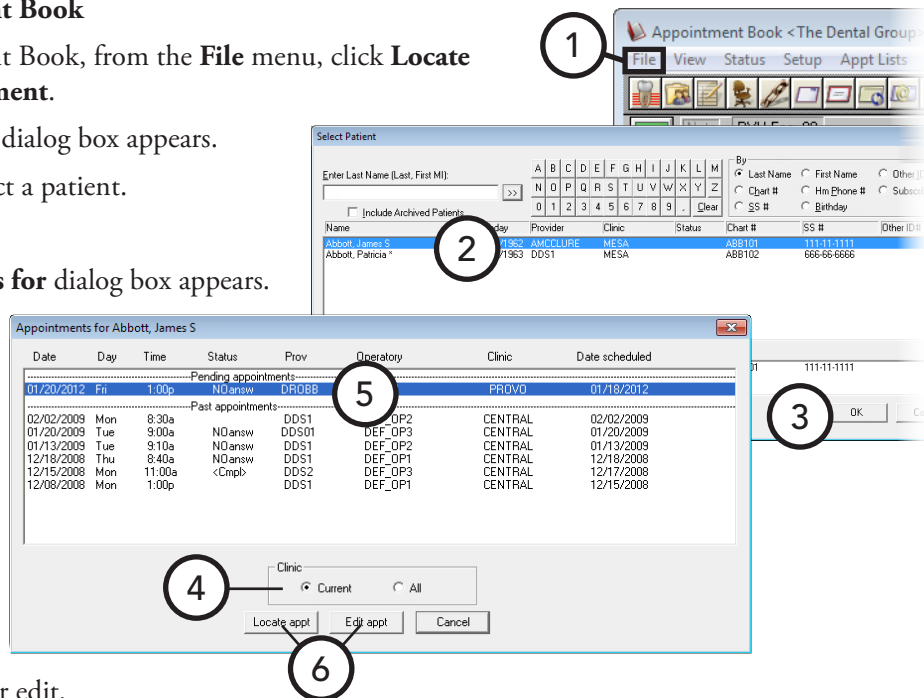 nt Book
nt Book, from the File menu, click Locate
ment.
dialog box appears.
ct a patient.
s for dialog box appears.
1
Appointment Book <The Dental Group>
File View Status Setup Appt Lists
Select Patient
Enter Last Name (Last, First MI):
>>
Include Archived Patients
A B C D E F G H I J K L M
N O P Q R S T U V W X Y Z
0 1 2 3 4 5 6 7 8 9 . Clear
By
Last Name First Name Other ID
Chart # Hm Phone # Subscri
SS # Birthday
Name day Provider Clinic Status Chart # SS # Other ID#
Abbott, James S /1962 AMCCLURE MESA ABB101 111-11-1111
Abbott, Patricia * /1963 DDS1 MESA ABB102 666-66-6666
2
01 111-11-1111
3
OK Ca
Appointments for Abbott, James S
Date Day Time Status Prov Operatory Clinic Date scheduled
Pending appointments
01/20/2012 Fri 1:00p NOansw DROBB PROVO 01/18/2012
5
Past appointments
02/02/2009 Mon 8:30a DDS1 DEF_OP2 CENTRAL 02/02/2009
01/20/2009 Tue 9:00a NOansw DDS01 DEF_OP3 CENTRAL 01/20/2009
01/13/2009 Tue 9:10a NOansw DDS1 DEF_OP2 CENTRAL 01/13/2009
12/18/2008 Thu 8:40a NOansw DDS1 DEF_OP1 CENTRAL 12/18/2008
12/15/2008 Mon 11:00a <Cmpl> DDS2 DEF_OP3 CENTRAL 12/17/2008
12/08/2008 Mon 1:00p DDS1 DEF_OP1 CENTRAL 12/15/2008
4
Clinic
Current All
Locate appt Edit appt Cancel
6
r edit.